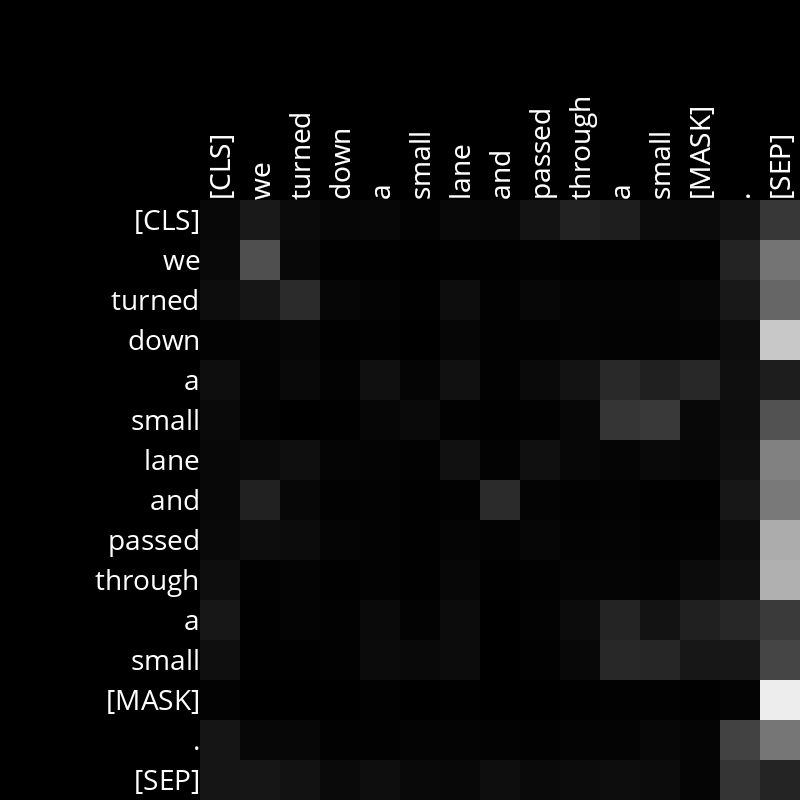 [CLS] we turned down a small lane and passed through a small [MASK] . [SEP]
[CLS]
we
turned
down
a
small
lane
and
passed
through
a
small
[MASK]
.
[SEP]